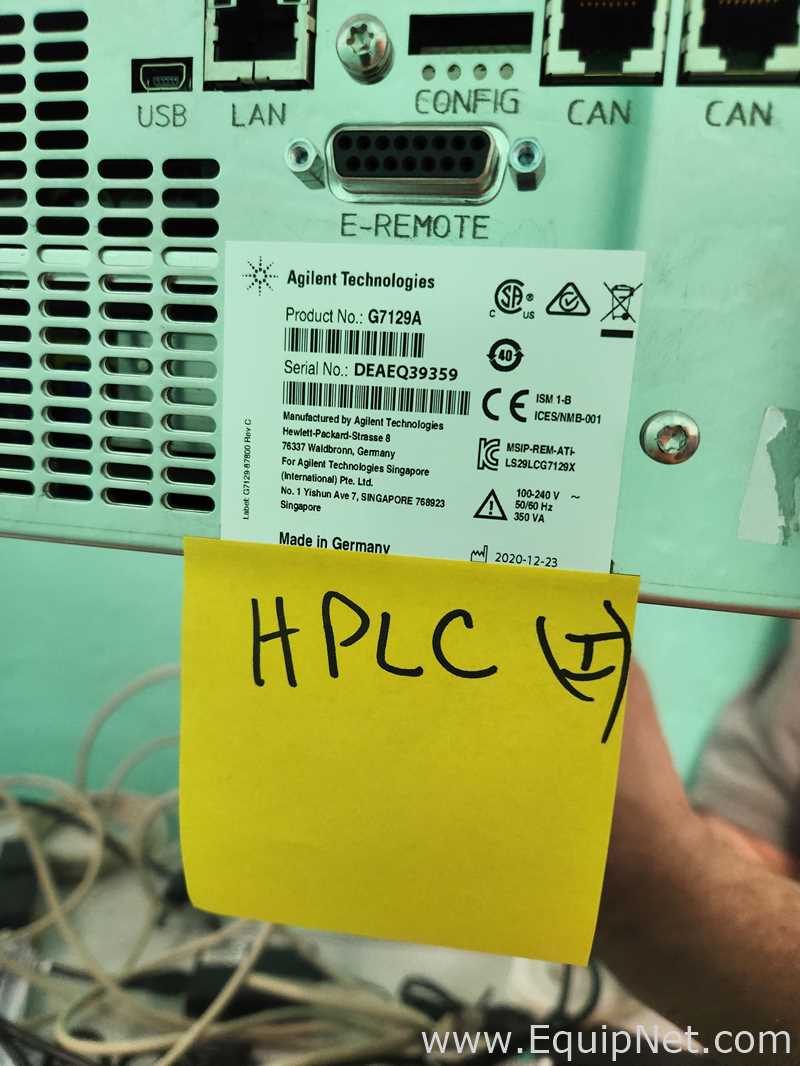 USB
LAN
CONFIG
CAN
CAN
E-REMOTE
Agilent Technologies
Product No.: G7129A
Serial No.: DEAEQ39359
Manufactured by Agilent Technologies
Hewlett-Packard-Strasse 8
76337 Waldbronn, Germany
For Agilent Technologies Singapore
(International) Pte. Ltd.
No. 1 Yishun Ave 7, SINGAPORE 768923
Singapore
Made in Germany
Label: G7129-87800 Rev C
C SA ® US
40
CE
ISM 1-B
ICES/NMB-001
MSIP-REM-ATi-
LS29LCG7129X
100-240 V ~
50/60 Hz
350 VA
2020-12-23
HPLC (I)
www.EquipNet.com